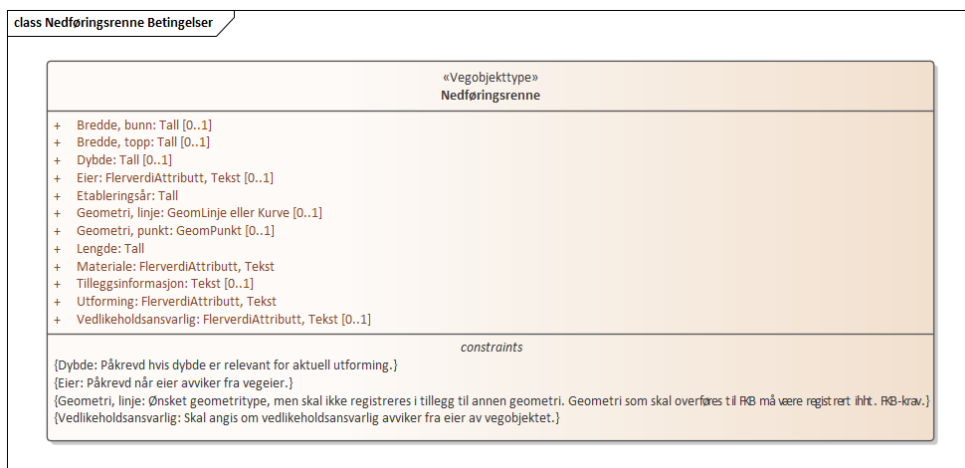 class Nedføringsrenne Betingelser
«Vegobjekttype»
Nedføringsrenne
+ Bredde, bunn: Tall [0..1]
+ Bredde, topp: Tall [0..1]
+ Dybde: Tall [0..1]
+ Eier: FlerverdiAttributt, Tekst [0..1]
+ Etableringsår: Tall
+ Geometri, linje: GeomLinje eller Kurve [0..1]
+ Geometri, punkt: GeomPunkt [0..1]
+ Lengde: Tall
+ Materiale: FlerverdiAttributt, Tekst
+ Tilleggsinformasjon: Tekst [0..1]
+ Utforming: FlerverdiAttributt, Tekst
+ Vedlikeholdsansvarlig: FlerverdiAttributt, Tekst [0..1]
constraints
{Dybde: Påkrevd hvis dybde er relevant for aktuell utforming.}
{Eier: Påkrevd når eier avviker fra vegeier.}
{Geometri, linje: Ønsket geometritype, men skal ikke registreres i tillegg til annen geometri. Geometri som skal overføres til FKB må være registrert ihht. FKB-krav.}
{Vedlikeholdsansvarlig: Skal angis om vedlikeholdsansvarlig avviker fra eier av vegobjektet.}